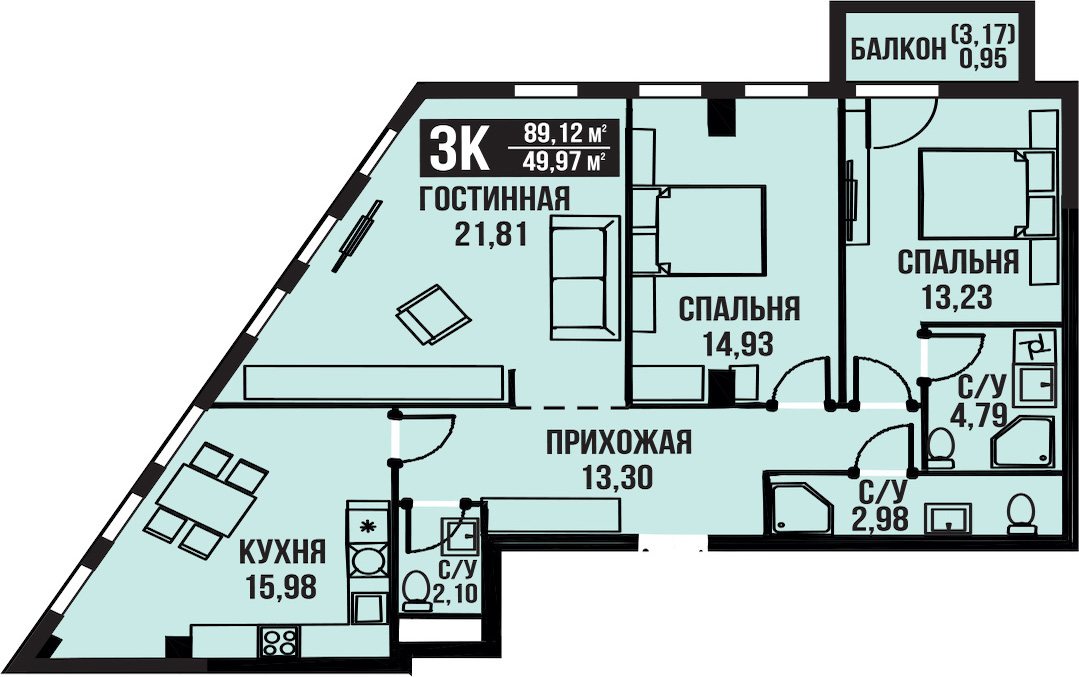 БАЛКОН (3,17)
0,95
3К 89,12 м²
49,97 м²
ГОСТИННАЯ
21,81
СПАЛЬНЯ
13,23
СПАЛЬНЯ
14,93
С/У
4,79
ПРИХОЖАЯ
13,30
С/У
2,98
КУХНЯ
15,98
С/У
2,10